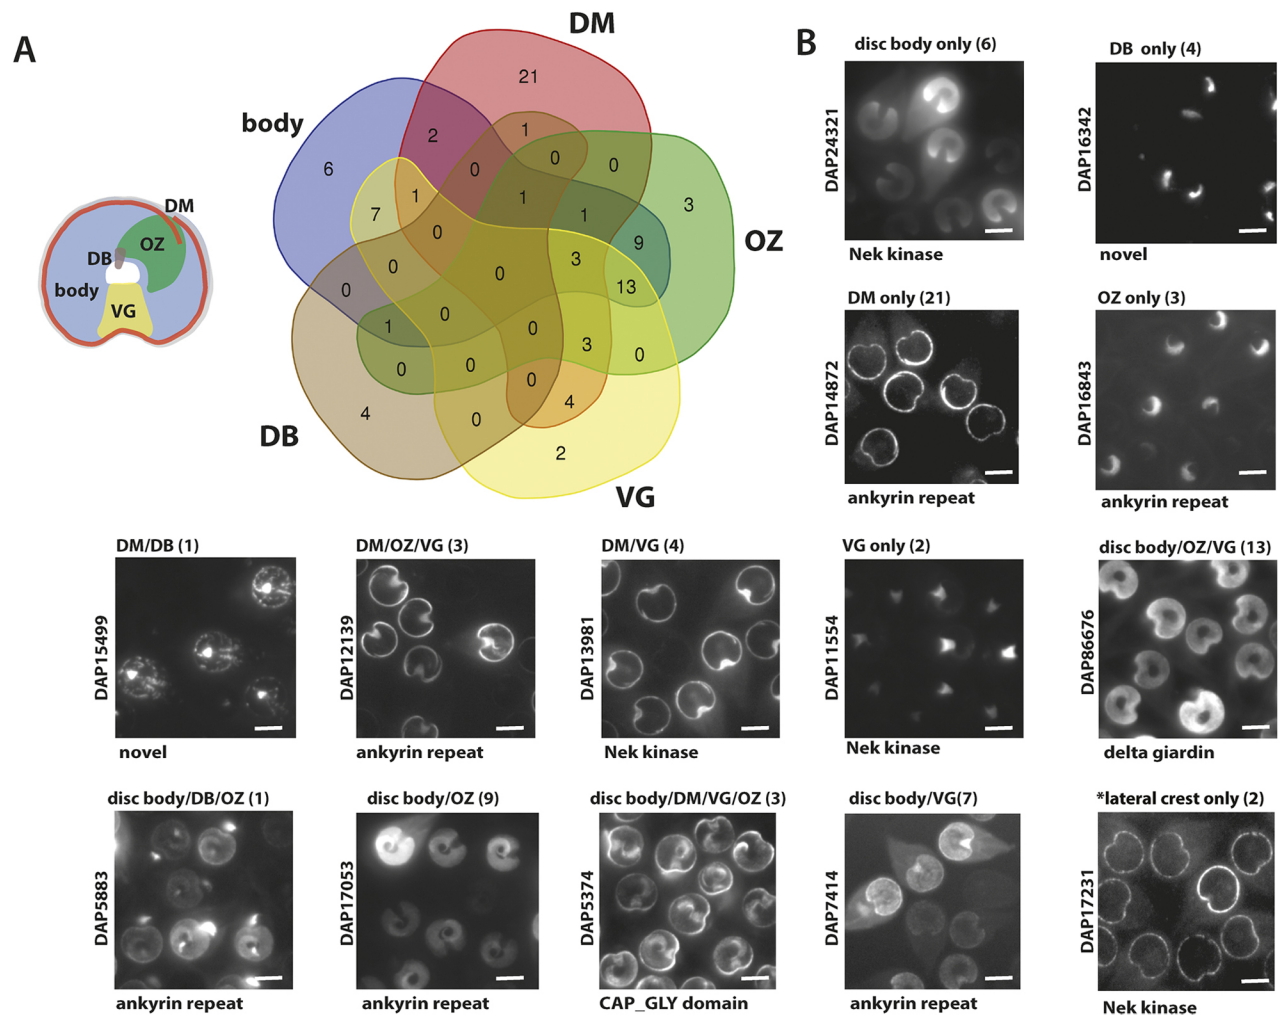 A
DM
body
OZ
DB
VG
21
6
2
1
0
0
0
3
7
1
1
1
9
0
0
0
3
13
0
1
0
0
3
0
0
0
0
4
4
0
2
DM
OZ
DB
body
VG
B
disc body only (6)
DAP24321
Nek kinase
DB only (4)
DAP16342
novel
DM only (21)
DAP14872
ankyrin repeat
OZ only (3)
DAP16843
ankyrin repeat
DM/DB (1)
DAP15499
novel
DM/OZ/VG (3)
DAP12139
ankyrin repeat
DM/VG (4)
DAP13981
Nek kinase
VG only (2)
DAP11554
Nek kinase
disc body/OZ/VG (13)
DAP86676
delta giardin
disc body/DB/OZ (1)
DAP5883
ankyrin repeat
disc body/OZ (9)
DAP17053
ankyrin repeat
disc body/DM/VG/OZ (3)
DAP5374
CAP_GLY domain
disc body/VG(7)
DAP7414
ankyrin repeat
*lateral crest only (2)
DAP17231
Nek kinase